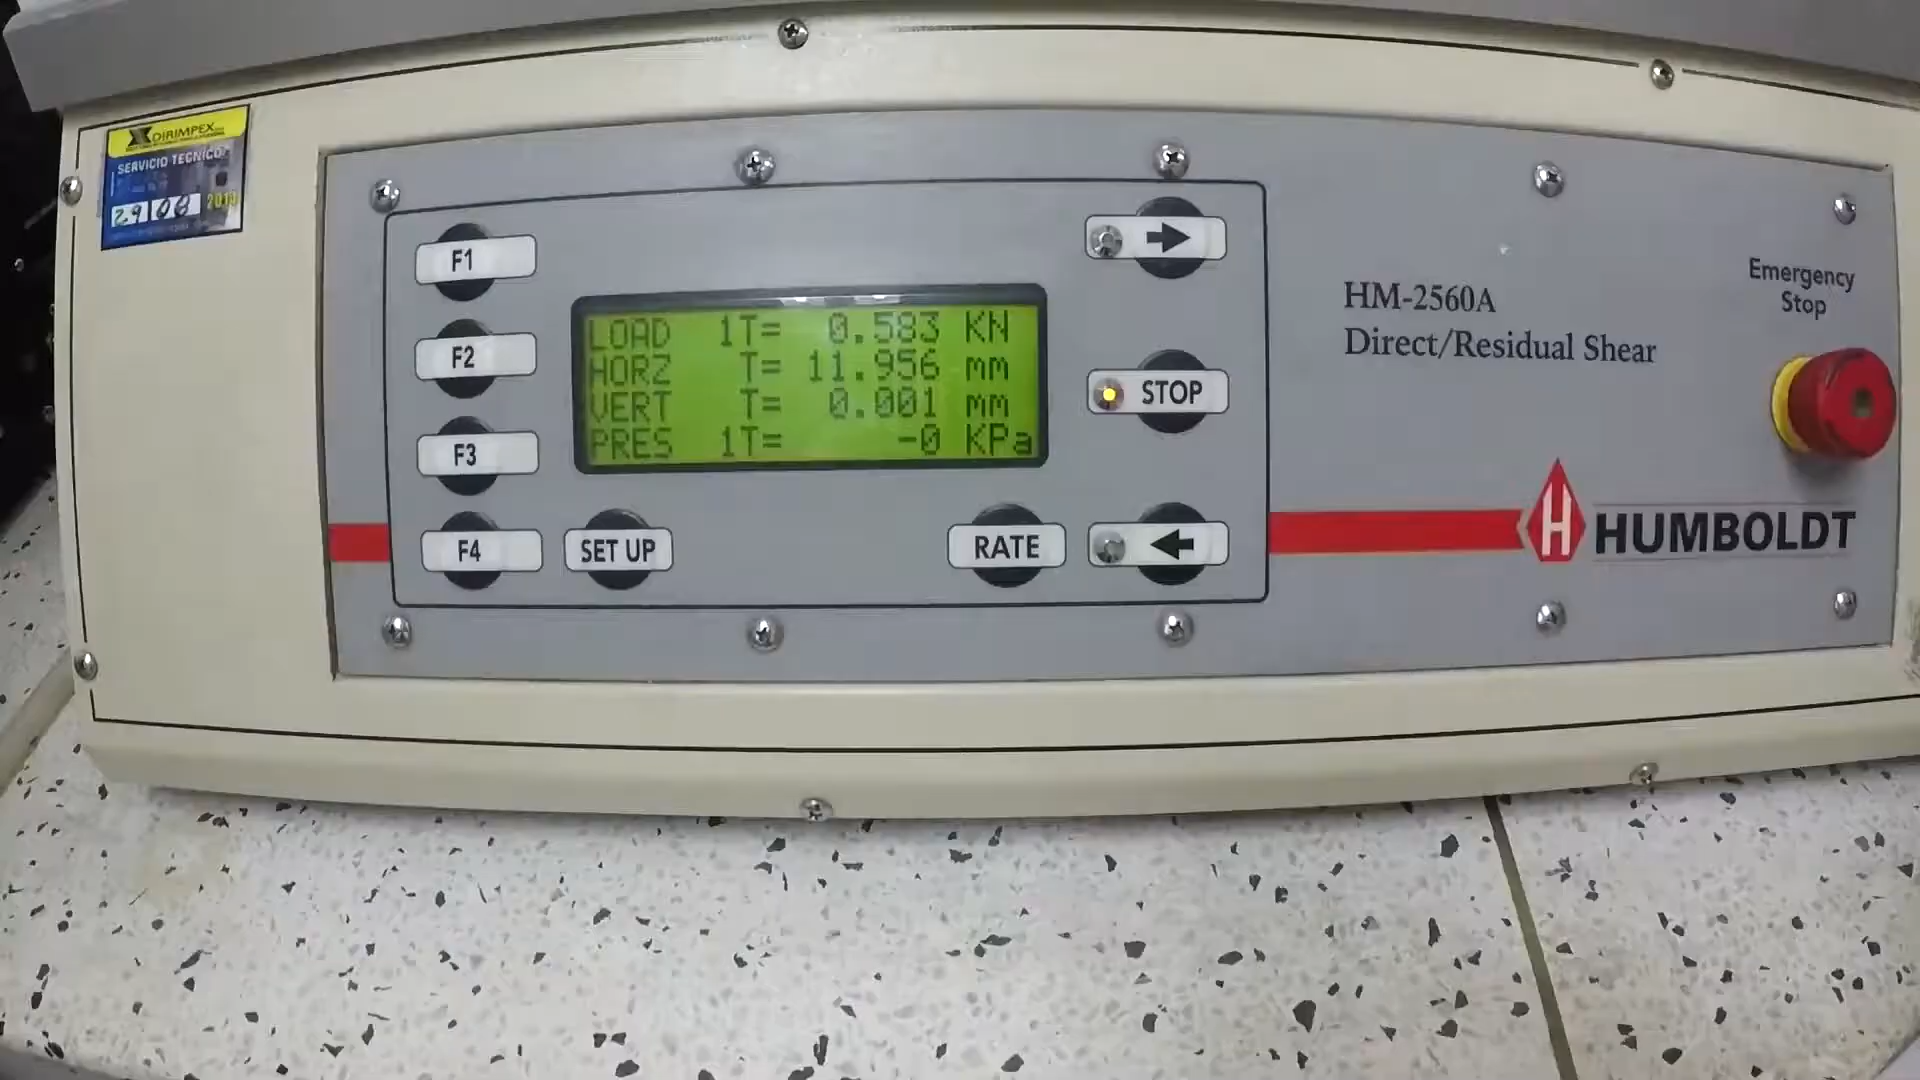 DIRIMPEX
SERVICIO TECNICO
29 08
F1
F2
F3
F4
SET UP
LOAD 1T= 0.583 KN
HORZ T= 11.956 mm
VERT T= 0.001 mm
PRES 1T= -0 KPa
STOP
RATE
HM-2560A
Direct/Residual Shear
Emergency
Stop
H HUMBOLDT